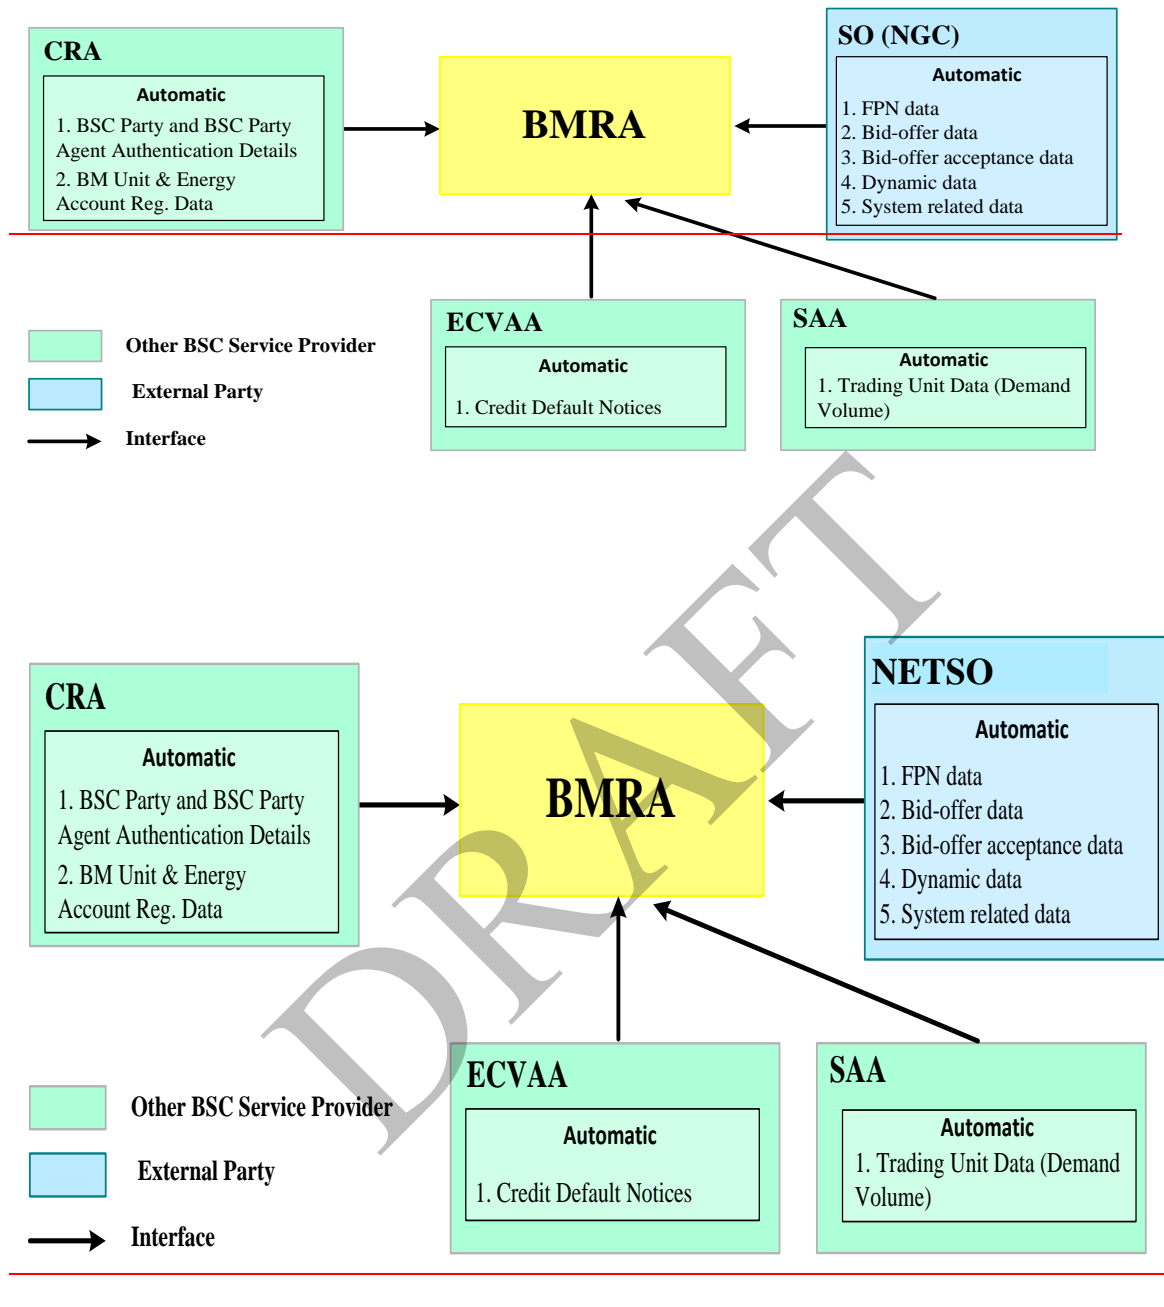 CRA
Automatic
1. BSC Party and BSC Party
Agent Authentication Details
2. BM Unit & Energy
Account Reg. Data
BMRA
SO (NGC)
Automatic
1. FPN data
2. Bid-offer data
3. Bid-offer acceptance data
4. Dynamic data
5. System related data
ECVAA
Automatic
1. Credit Default Notices
SAA
Automatic
1. Trading Unit Data (Demand
Volume)
Other BSC Service Provider
External Party
Interface
DRAFT
CRA
Automatic
1. BSC Party and BSC Party
Agent Authentication Details
2. BM Unit & Energy
Account Reg. Data
BMRA
NETSO
Automatic
1. FPN data
2. Bid-offer data
3. Bid-offer acceptance data
4. Dynamic data
5. System related data
ECVAA
Automatic
1. Credit Default Notices
SAA
Automatic
1. Trading Unit Data (Demand
Volume)
Other BSC Service Provider
External Party
Interface